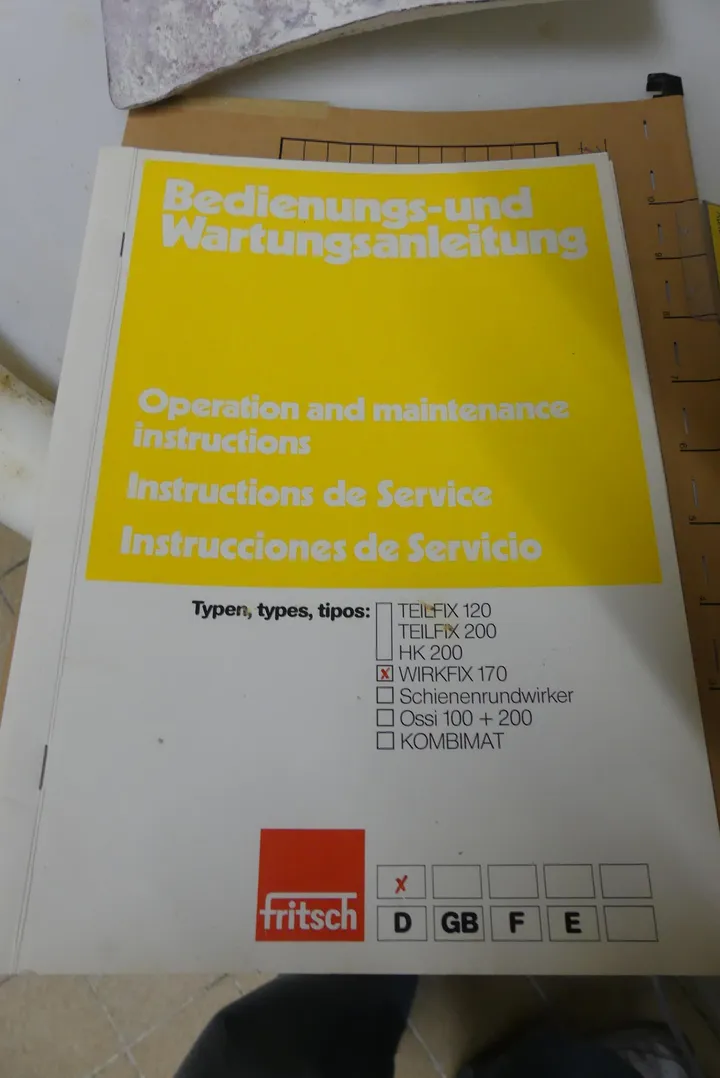 Bedienungs-und
Wartungsanleitung
Operation and maintenance
instructions
Instructions de Service
Instrucciones de Servicio
Typen, types, tipos:
TEILFIX 120
TEILFIX 200
HK 200
x WIRKFIX 170
Schienenrundwirker
Ossi 100 + 200
KOMBIMAT
fritsch
x
D GB F E